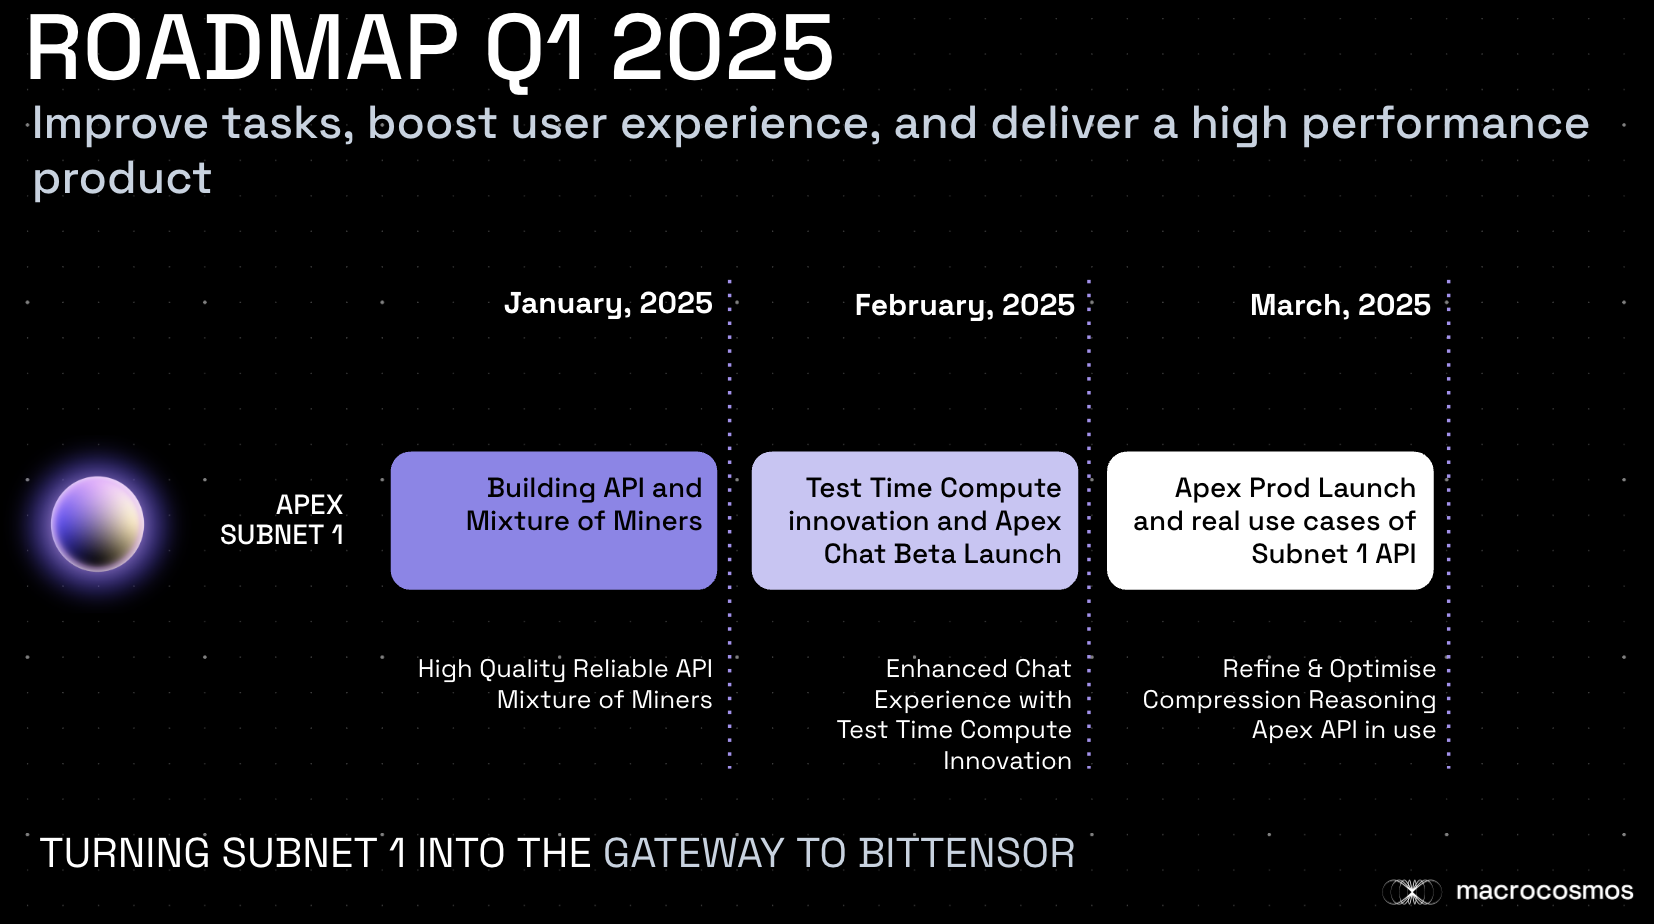 ROADMAP Q1 2025
Improve tasks, boost user experience, and deliver a high performance
product
January, 2025
February, 2025
March, 2025
APEX
SUBNET 1
Building API and
Mixture of Miners
Test Time Compute
innovation and Apex
Chat Beta Launch
Apex Prod Launch
and real use cases of
Subnet 1 API
High Quality Reliable API
Mixture of Miners
Enhanced Chat
Experience with
Test Time Compute
Innovation
Refine & Optimise
Compression Reasoning
Apex API in use
TURNING SUBNET 1 INTO THE GATEWAY TO BITTENSOR
macrocosmos